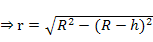 ⇒ r = √(R² − (R − h)²)